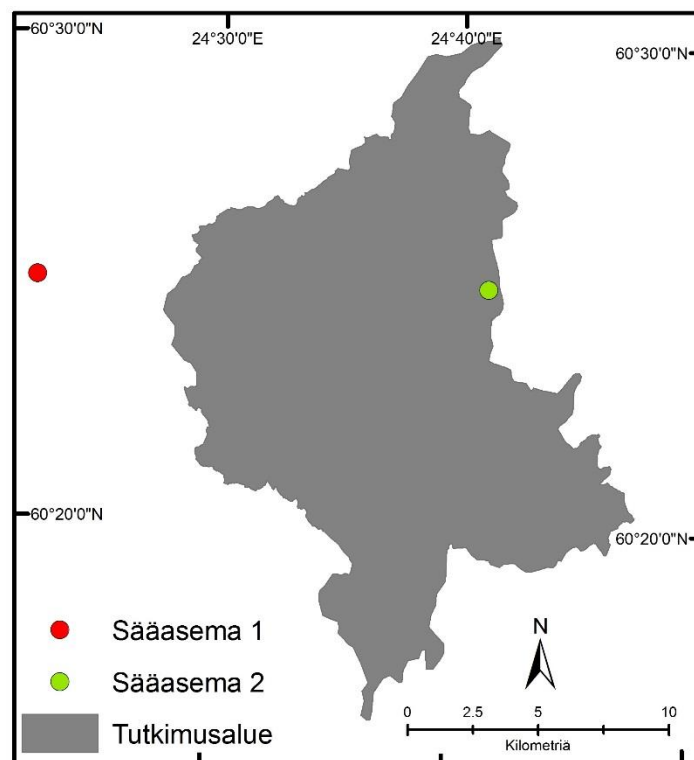 60°30'0"N
24°30'0"E
24°40'0"E
60°30'0"N
60°20'0"N
60°20'0"N
Sääasema 1
Sääasema 2
Tutkimusalue
N
0 2.5 5 10
Kilometriä